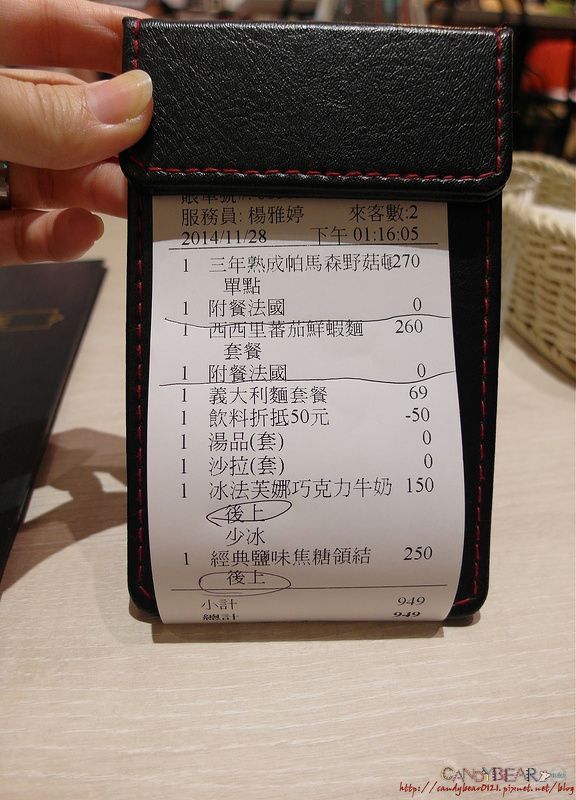 服務員: 楊雅婷 來客數:2
2014/11/28 下午 01:16:05
1 三年熟成帕馬森野菇 270
單點
1 附餐法國 0
1 西西里蕃茄鮮蝦麵 260
套餐
1 附餐法國 0
1 義大利麵套餐 69
1 飲料折抵50元 -50
1 湯品(套) 0
1 沙拉(套) 0
1 冰法芙娜巧克力牛奶 150
後上
少冰
1 經典鹽味焦糖領結 250
後上
小計 949
總計 949
CANDYBEAR
http://candybear0121.pixnet.net/blog